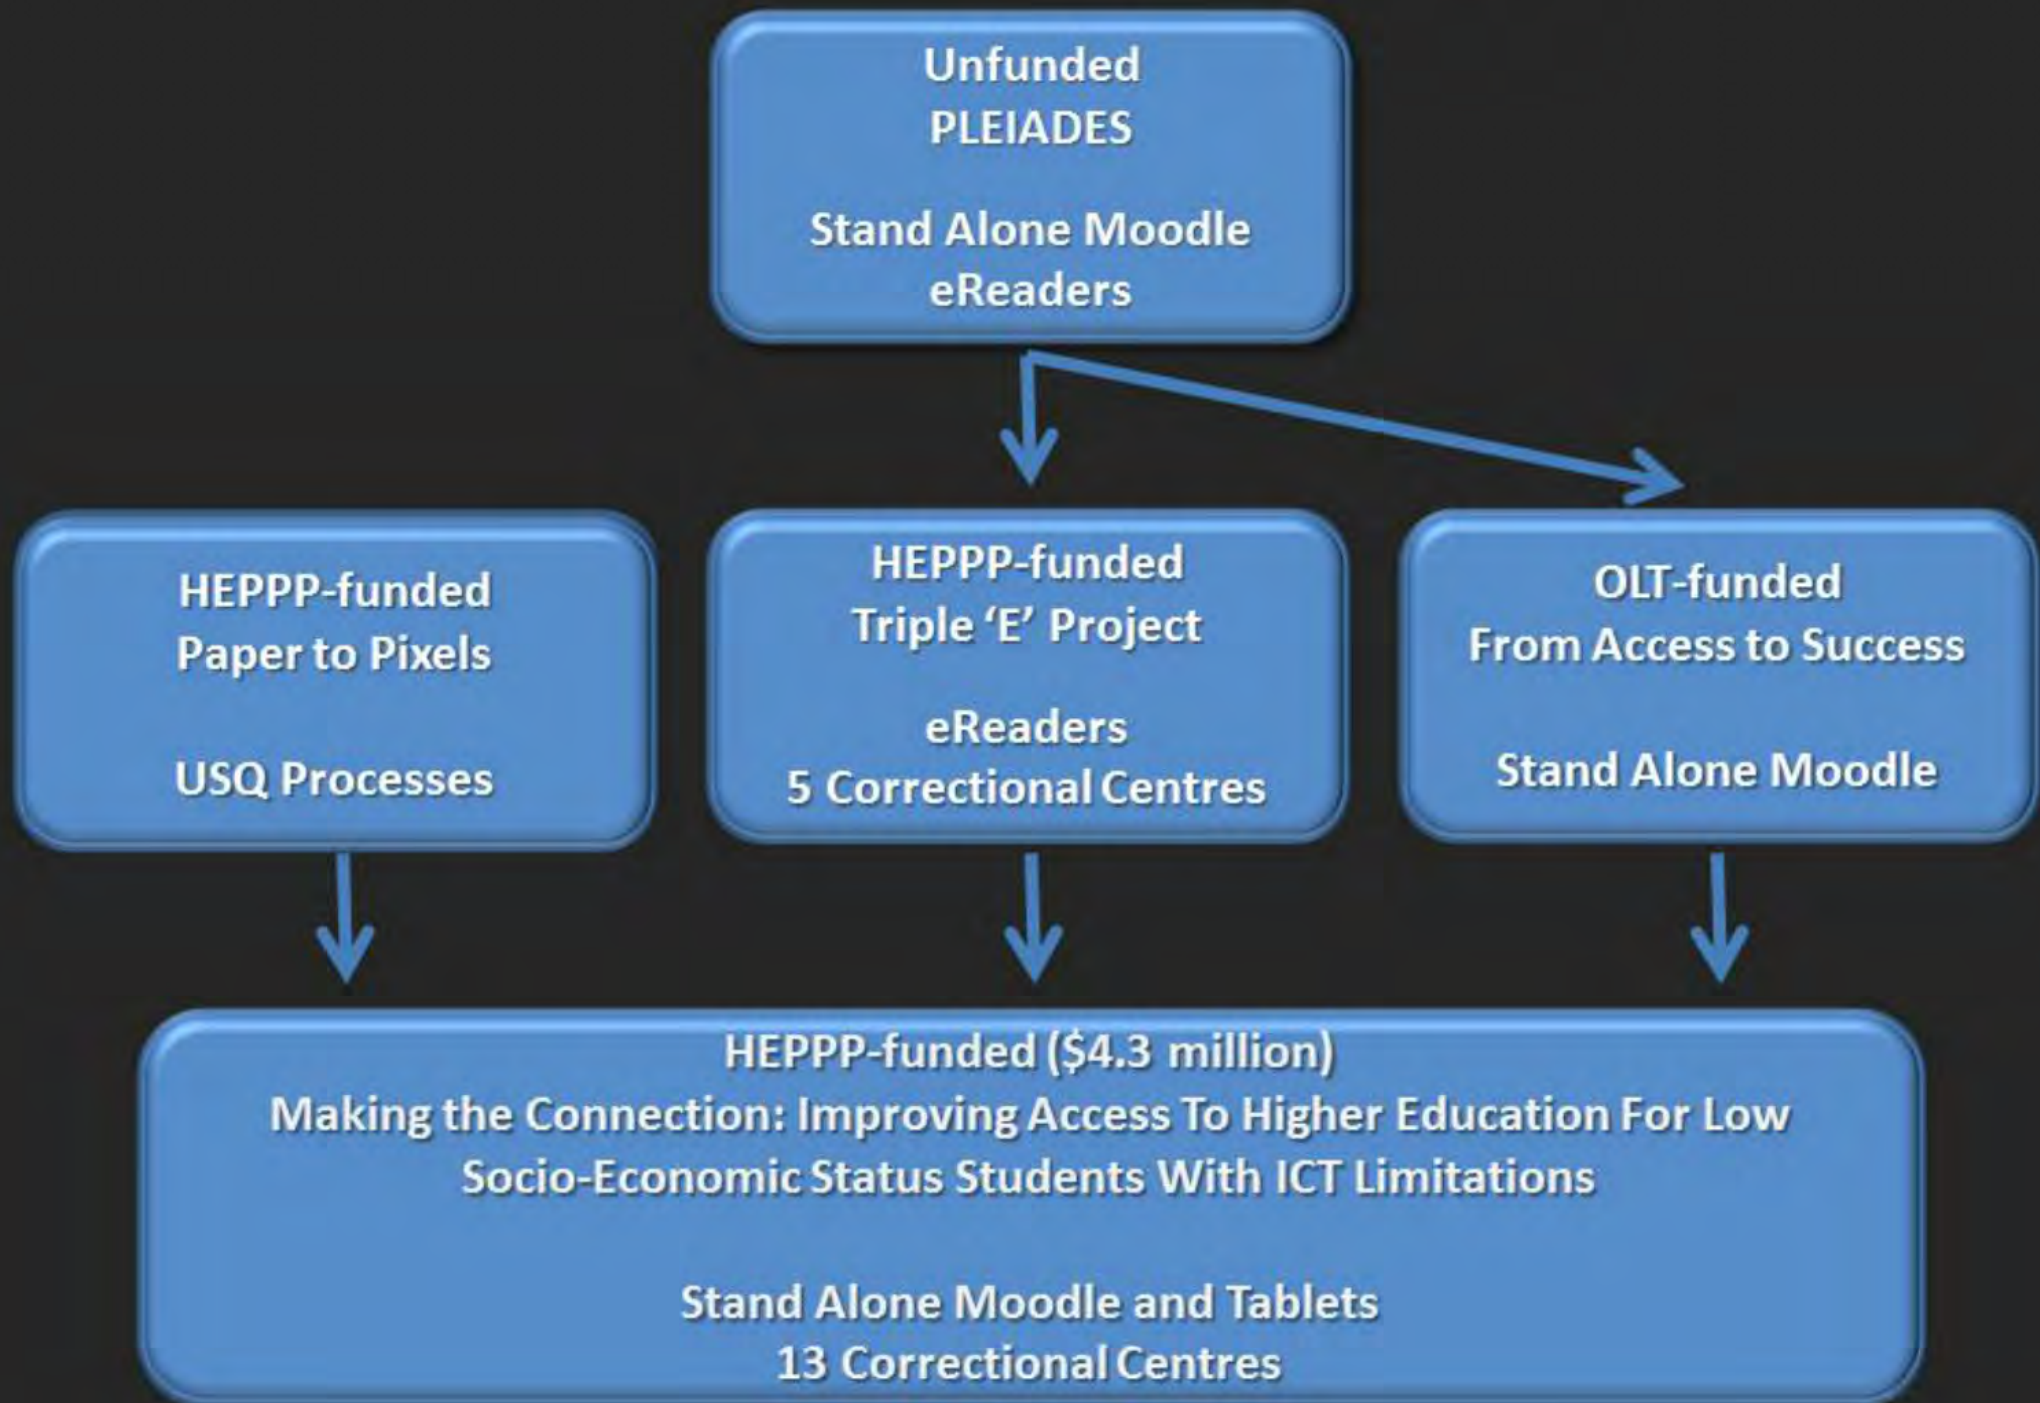 Unfunded
PLEIADES
Stand Alone Moodle
eReaders
HEPPP-funded
Paper to Pixels
USQ Processes
HEPPP-funded
Triple ‘E’ Project
eReaders
5 Correctional Centres
OLT-funded
From Access to Success
Stand Alone Moodle
HEPPP-funded ($4.3 million)
Making the Connection: Improving Access To Higher Education For Low
Socio-Economic Status Students With ICT Limitations
Stand Alone Moodle and Tablets
13 Correctional Centres